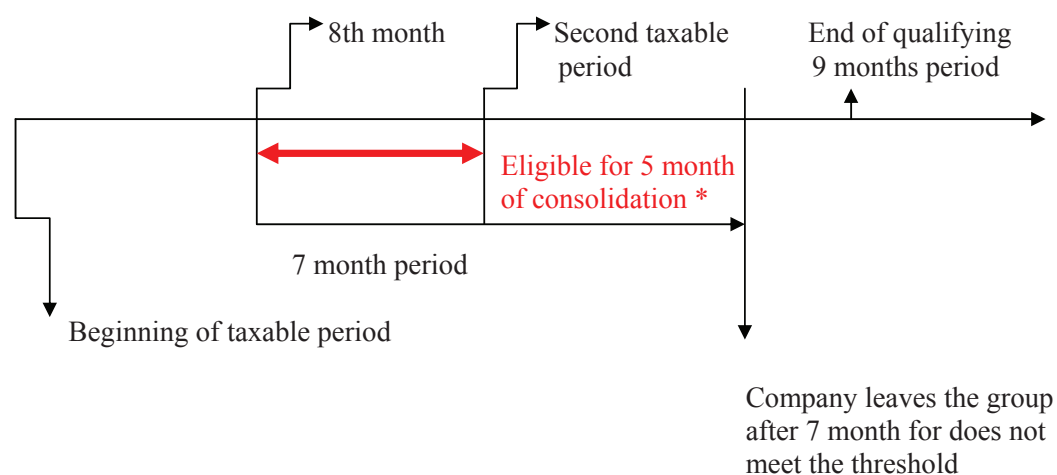 8th month
Second taxable
period
End of qualifying
9 months period
Eligible for 5 month
of consolidation *
7 month period
Beginning of taxable period
Company leaves the group
after 7 month for does not
meet the threshold